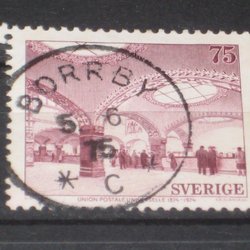 75
BORRBY
5 6
75
* C *
SVERIGE
UNION POSTALE UNIVERSELLE 1874-1974